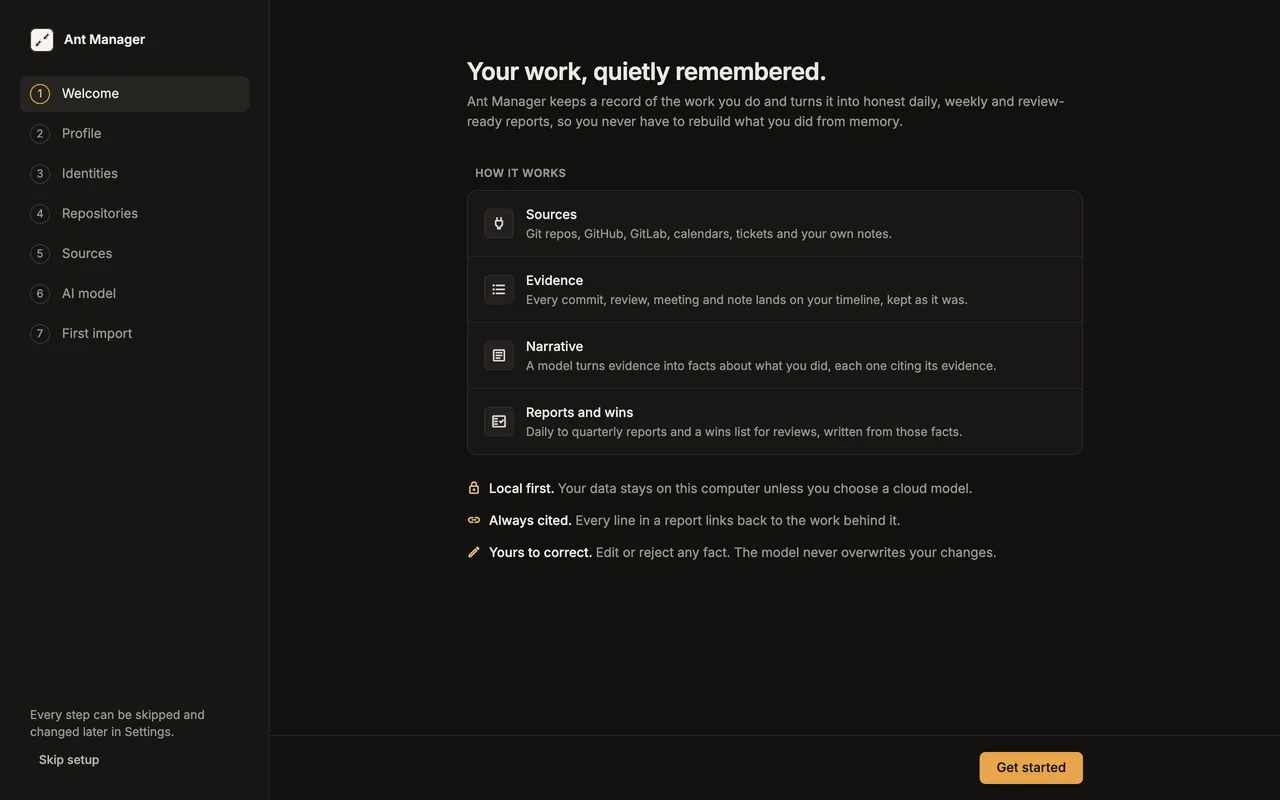 Ant Manager
1 Welcome
2 Profile
3 Identities
4 Repositories
5 Sources
6 AI model
7 First import
Every step can be skipped and
changed later in Settings.
Skip setup
Your work, quietly remembered.
Ant Manager keeps a record of the work you do and turns it into honest daily, weekly and review-
ready reports, so you never have to rebuild what you did from memory.
HOW IT WORKS
Sources
Git repos, GitHub, GitLab, calendars, tickets and your own notes.
Evidence
Every commit, review, meeting and note lands on your timeline, kept as it was.
Narrative
A model turns evidence into facts about what you did, each one citing its evidence.
Reports and wins
Daily to quarterly reports and a wins list for reviews, written from those facts.
Local first. Your data stays on this computer unless you choose a cloud model.
Always cited. Every line in a report links back to the work behind it.
Yours to correct. Edit or reject any fact. The model never overwrites your changes.
Get started